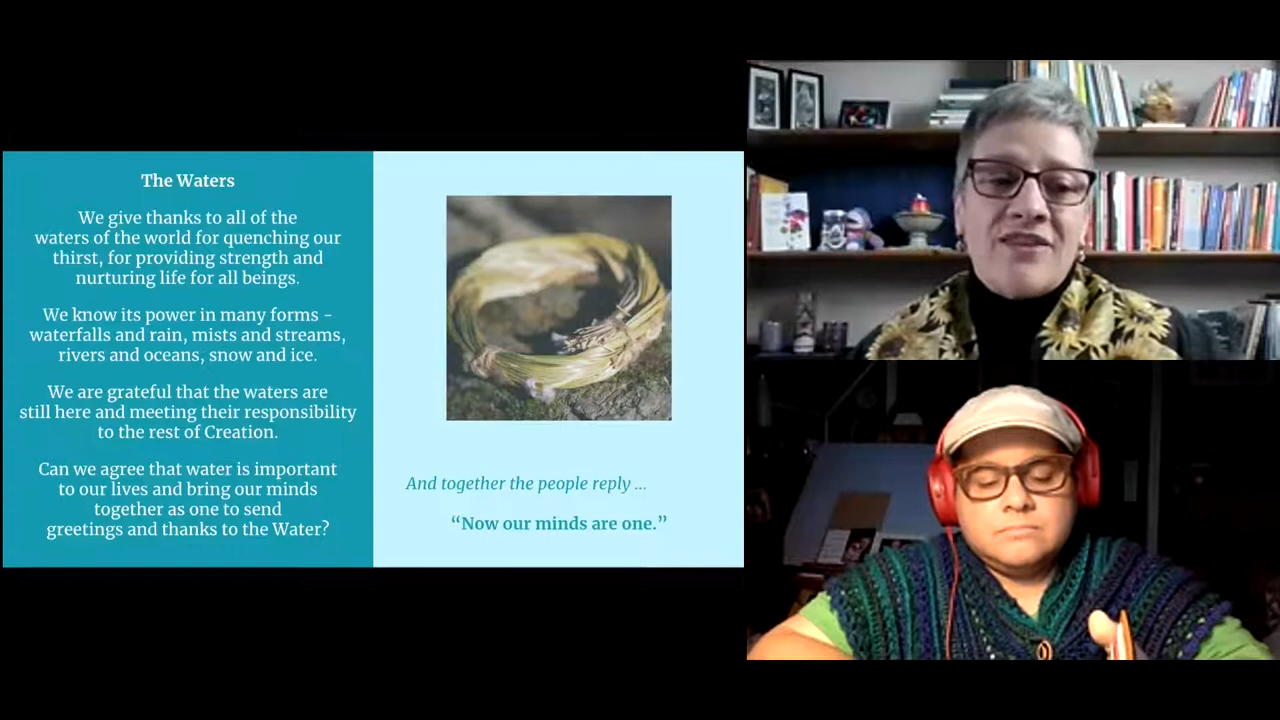 The Waters
We give thanks to all of the
waters of the world for quenching our
thirst, for providing strength and
nurturing life for all beings.
We know its power in many forms -
waterfalls and rain, mists and streams,
rivers and oceans, snow and ice.
We are grateful that the waters are
still here and meeting their responsibility
to the rest of Creation.
Can we agree that water is important
to our lives and bring our minds
together as one to send
greetings and thanks to the Water?
And together the people reply ...
“Now our minds are one.”